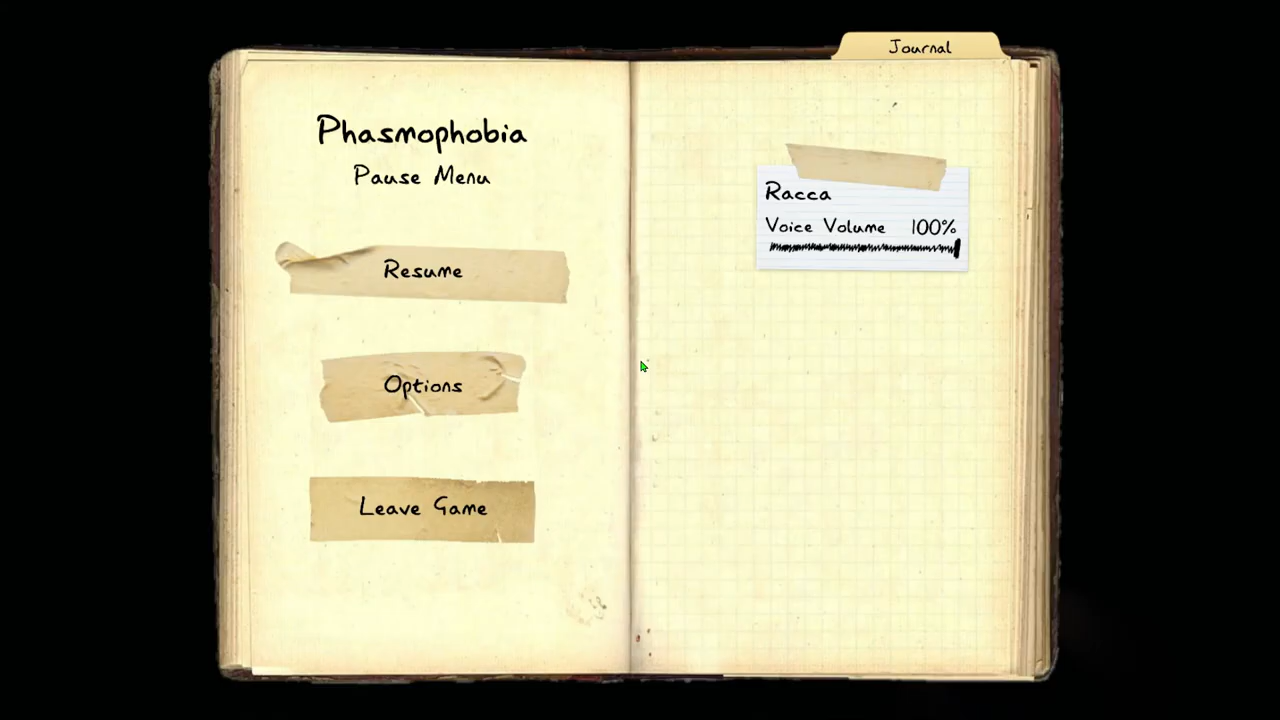 Journal
Phasmophobia
Pause Menu
Resume
Options
Leave Game
Racca
Voice Volume 100%